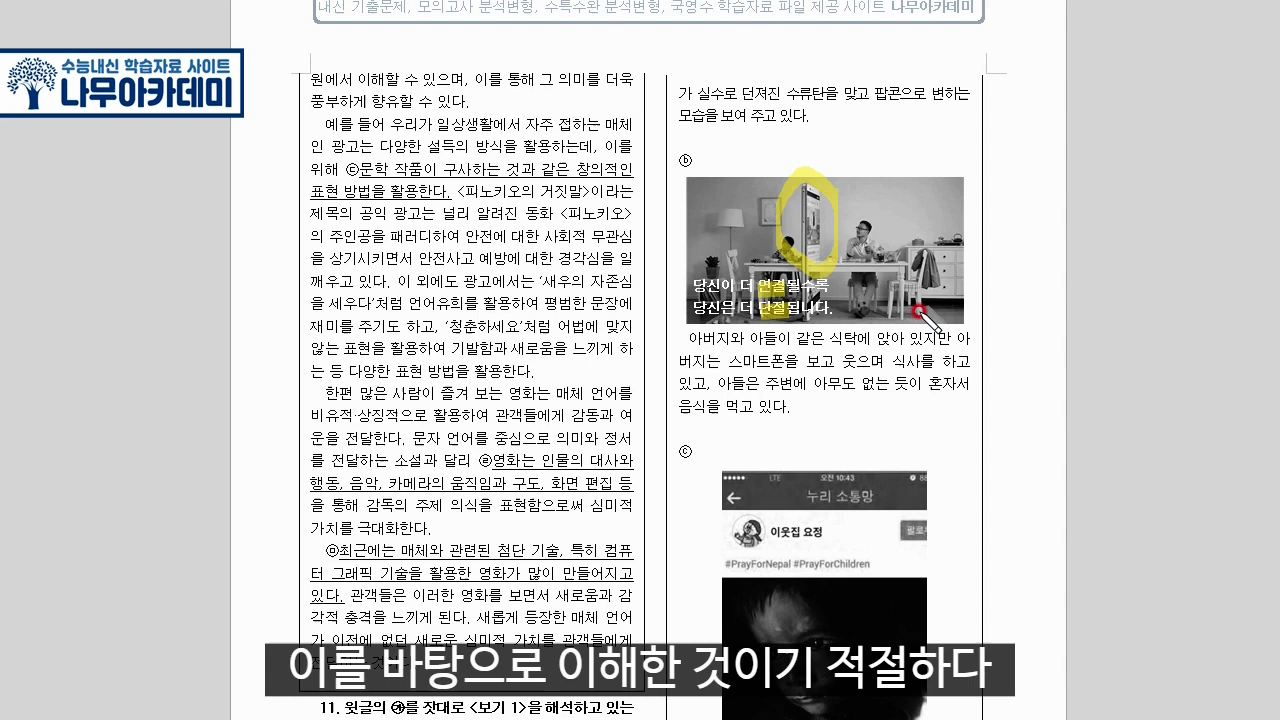 내신 기출문제, 모의고사 분석변형, 수특수완 분석변형, 국영수 학습자료 파일 제공 사이트 나무아카데미
수능내신 학습자료 사이트
나무아카데미
원에서 이해할 수 있으며, 이를 통해 그 의미를 더욱
풍부하게 향유할 수 있다.
예를 들어 우리가 일상생활에서 자주 접하는 매체
인 광고는 다양한 설득의 방식을 활용하는데, 이를
위해 ㉢문학 작품이 구사하는 것과 같은 창의적인
표현 방법을 활용한다. <피노키오의 거짓말>이라는
제목의 공익 광고는 널리 알려진 동화 <피노키오>
의 주인공을 패러디하여 안전에 대한 사회적 무관심
을 상기시키면서 안전사고 예방에 대한 경각심을 일
깨우고 있다. 이 외에도 광고에서는 ‘새우의 자존심
을 세우다’처럼 언어유희를 활용하여 평범한 문장에
재미를 주기도 하고, ‘청춘하세요’처럼 어법에 맞지
않는 표현을 활용하여 기발함과 새로움을 느끼게 하
는 등 다양한 표현 방법을 활용한다.
한편 많은 사람이 즐겨 보는 영화는 매체 언어를
비유적·상징적으로 활용하여 관객들에게 감동과 여
운을 전달한다. 문자 언어를 중심으로 의미와 정서
를 전달하는 소설과 달리 ㉣영화는 인물의 대사와
행동, 음악, 카메라의 움직임과 구도, 화면 편집 등
을 통해 감독의 주제 의식을 표현함으로써 심미적
가치를 극대화한다.
㉤최근에는 매체와 관련된 첨단 기술, 특히 컴퓨
터 그래픽 기술을 활용한 영화가 많이 만들어지고
있다. 관객들은 이러한 영화를 보면서 새로움과 감
각적 충격을 느끼게 된다. 새롭게 등장한 매체 언어
가 이전에 없던 새로운 심미적 가치를 관객들에게
11. 윗글의 ㉮를 잣대로 <보기 1>을 해석하고 있는
가 실수로 던져진 수류탄을 맞고 팝콘으로 변하는
모습을 보여 주고 있다.
ⓑ
당신이 더 연결될수록
당신은 더 단절됩니다.
아버지와 아들이 같은 식탁에 앉아 있지만 아
버지는 스마트폰을 보고 웃으며 식사를 하고
있고, 아들은 주변에 아무도 없는 듯이 혼자서
음식을 먹고 있다.
ⓒ
LTE 오전 10:43 88
누리 소통망
이웃집 요정 팔로
#PrayForNepal #PrayForChildren
이를 바탕으로 이해한 것이기 적절하다